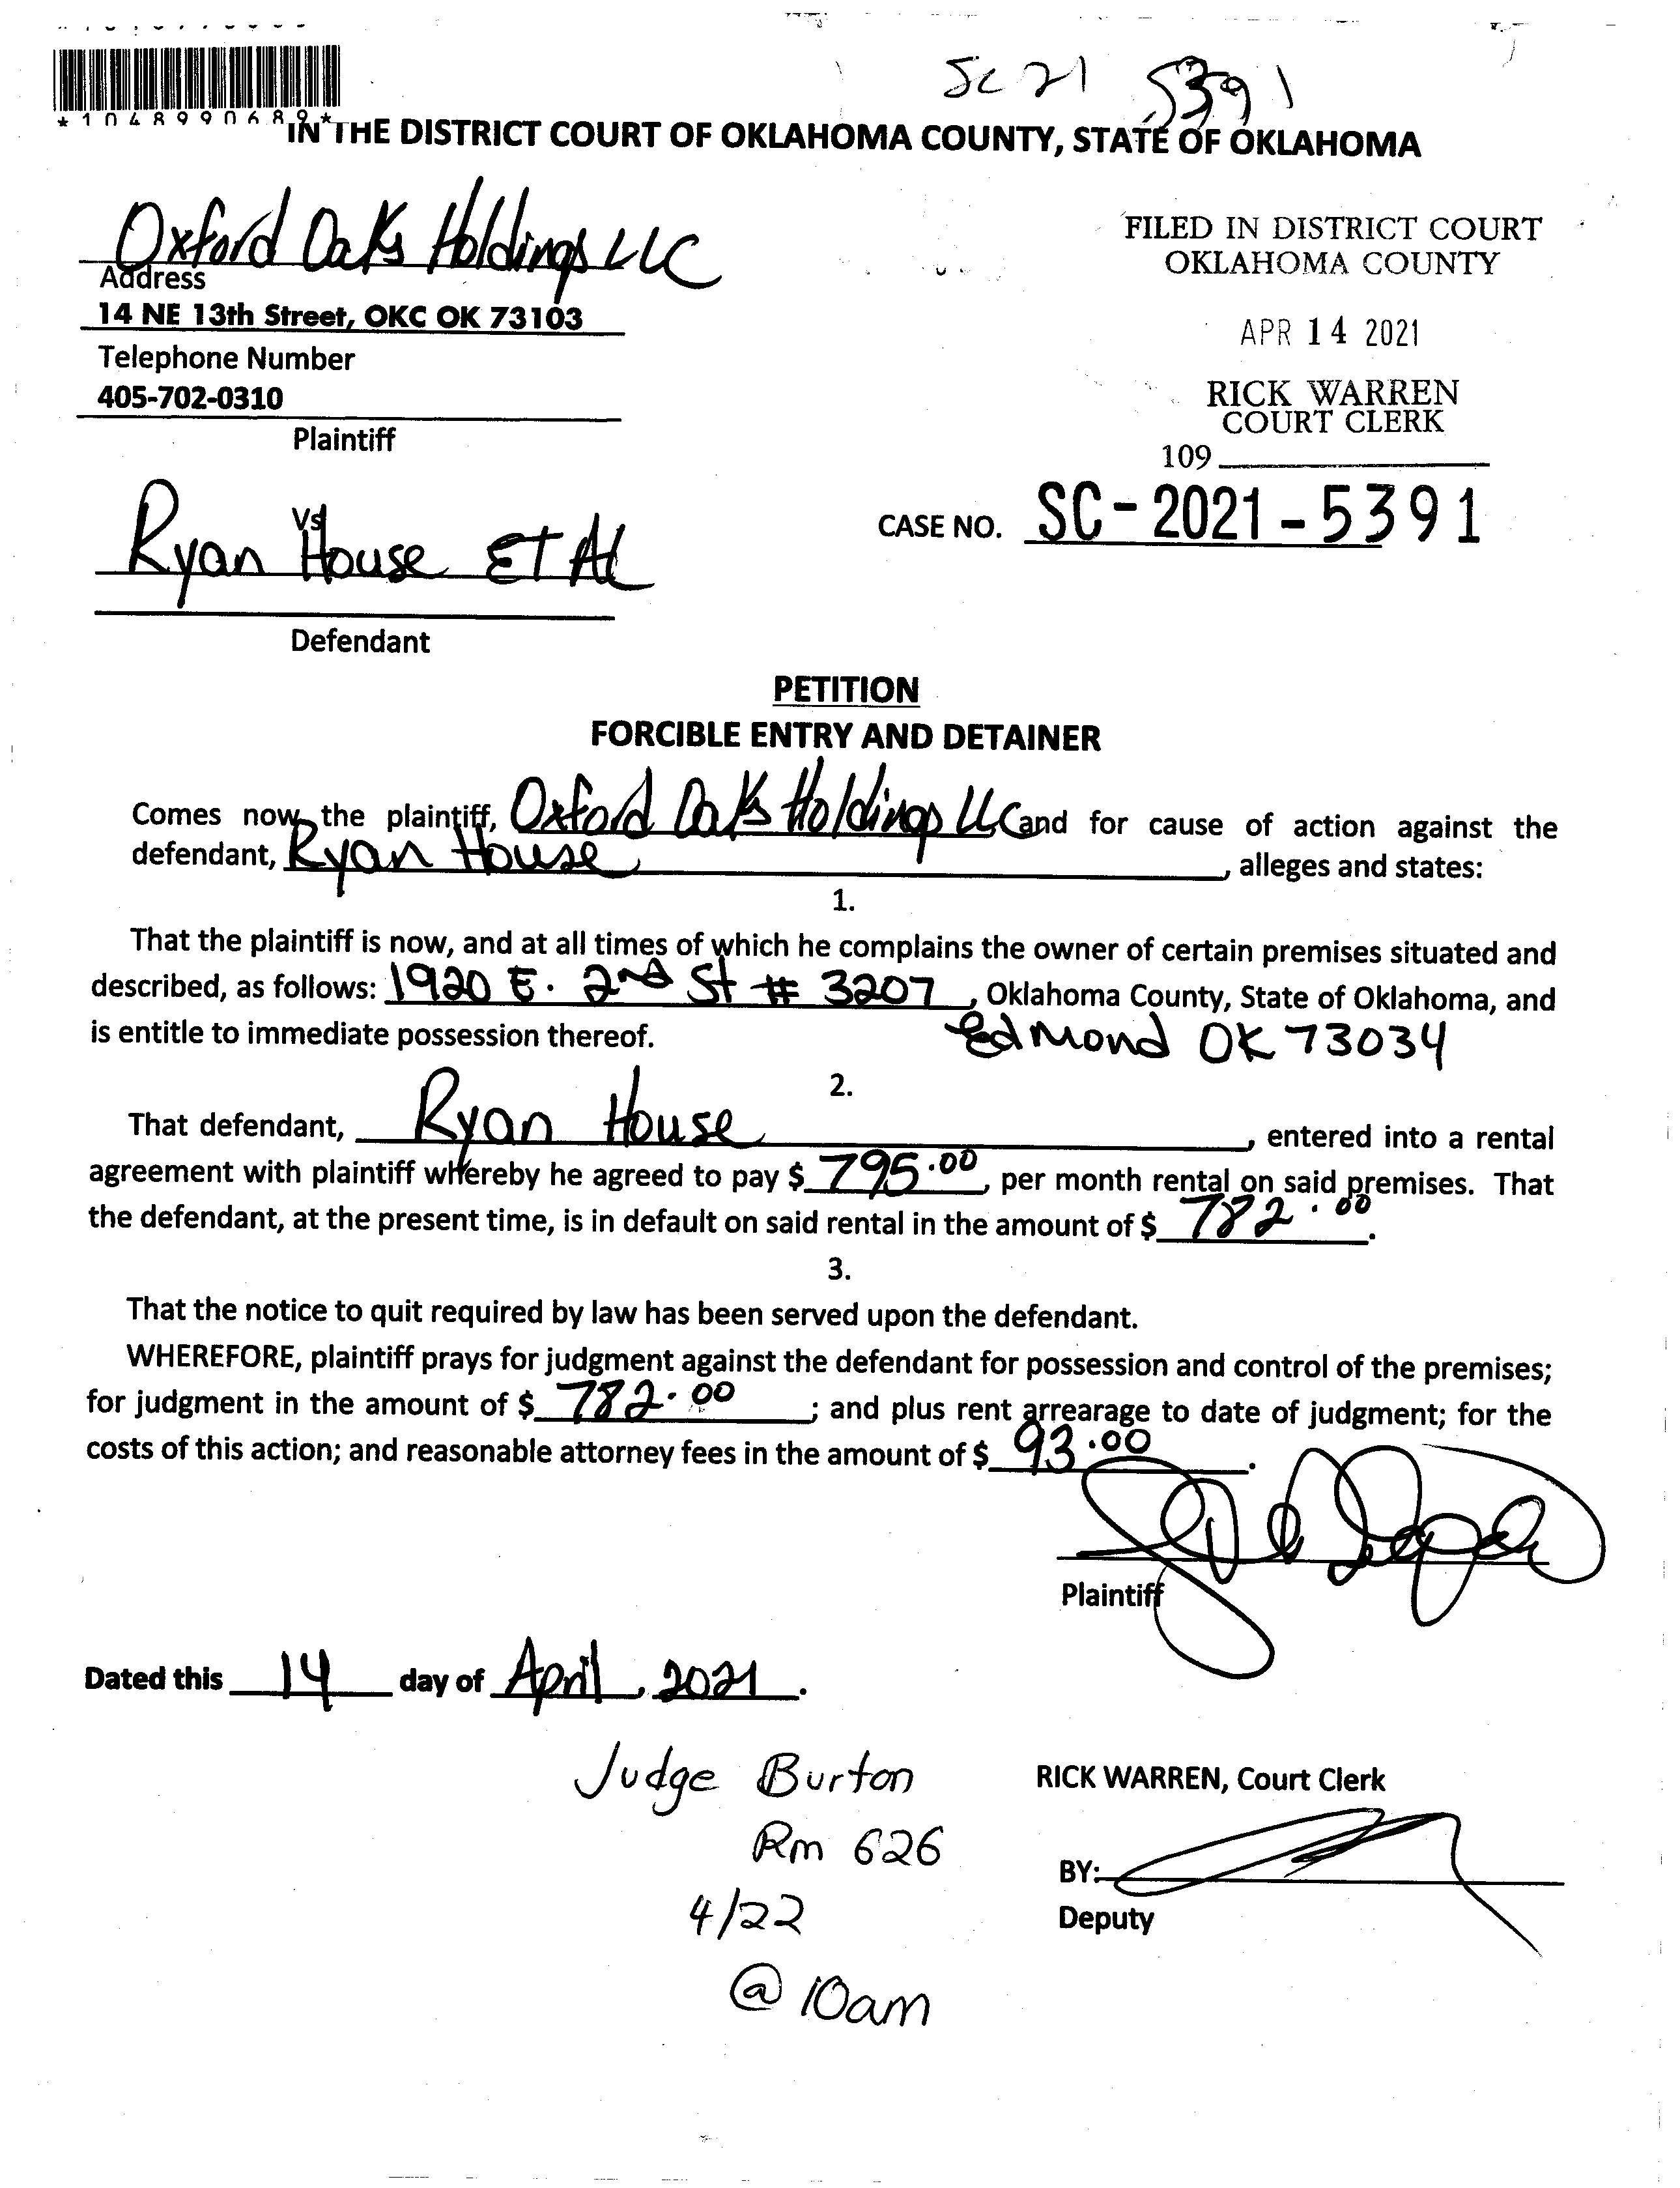 SC 21 5391
*1048990689*
IN THE DISTRICT COURT OF OKLAHOMA COUNTY, STATE OF OKLAHOMA
Oxford Oaks Holdings LLC
Address
14 NE 13th Street, OKC OK 73103
Telephone Number
405-702-0310
Plaintiff
FILED IN DISTRICT COURT
OKLAHOMA COUNTY
APR 14 2021
RICK WARREN
COURT CLERK
109
CASE NO. SC-2021-5391
Vs
Ryan House ET AL
Defendant
PETITION
FORCIBLE ENTRY AND DETAINER
Comes now the plaintiff, Oxford Oaks Holdings LLC and for cause of action against the
defendant, Ryan House, alleges and states:
1.
That the plaintiff is now, and at all times of which he complains the owner of certain premises situated and
described, as follows: 1920 E. 2nd St # 3207, Oklahoma County, State of Oklahoma, and
is entitle to immediate possession thereof. Edmond OK 73034
2.
That defendant, Ryan House, entered into a rental
agreement with plaintiff whereby he agreed to pay $ 795.00, per month rental on said premises. That
the defendant, at the present time, is in default on said rental in the amount of $ 782.00.
3.
That the notice to quit required by law has been served upon the defendant.
WHEREFORE, plaintiff prays for judgment against the defendant for possession and control of the premises;
for judgment in the amount of $ 782.00; and plus rent arrearage to date of judgment; for the
costs of this action; and reasonable attorney fees in the amount of $ 93.00.
Plaintiff
Dated this 14 day of April, 2021.
Judge Burton
Rm 626
4/22
@ 10am
RICK WARREN, Court Clerk
BY:
Deputy